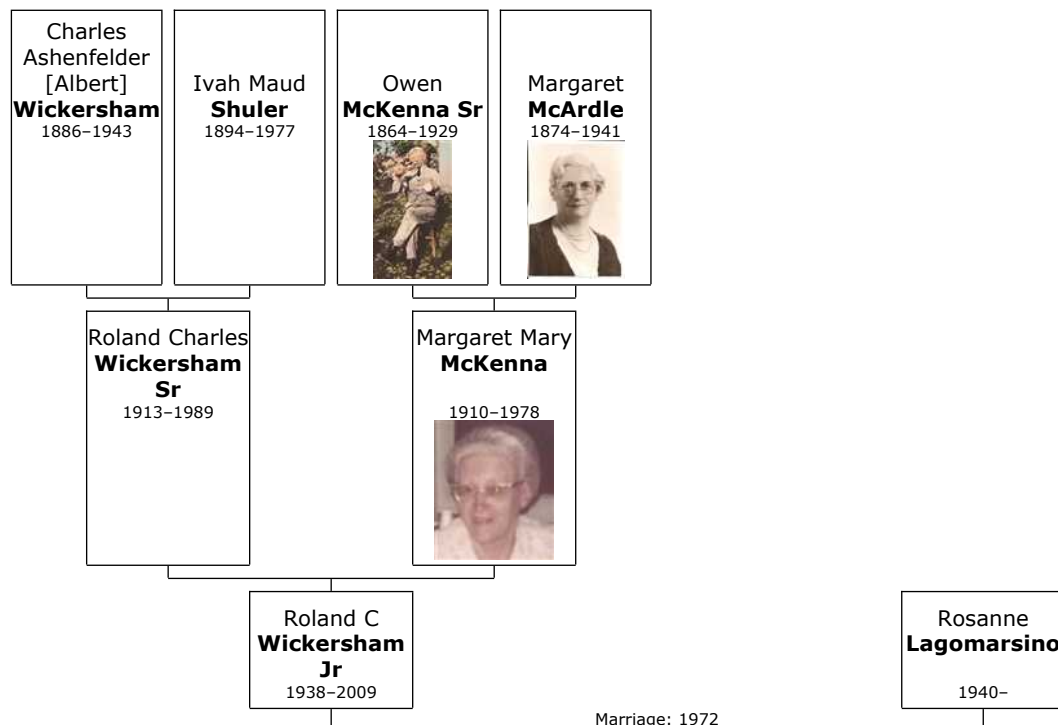 Charles
Ashenfelder
[Albert]
Wickersham
1886–1943
Ivah Maud
Shuler
1894–1977
Owen
McKenna Sr
1864–1929
Margaret
McArdle
1874–1941
Roland Charles
Wickersham
Sr
1913–1989
Margaret Mary
McKenna
1910–1978
Roland C
Wickersham
Jr
1938–2009
Rosanne
Lagomarsino
1940–
Marriage: 1972